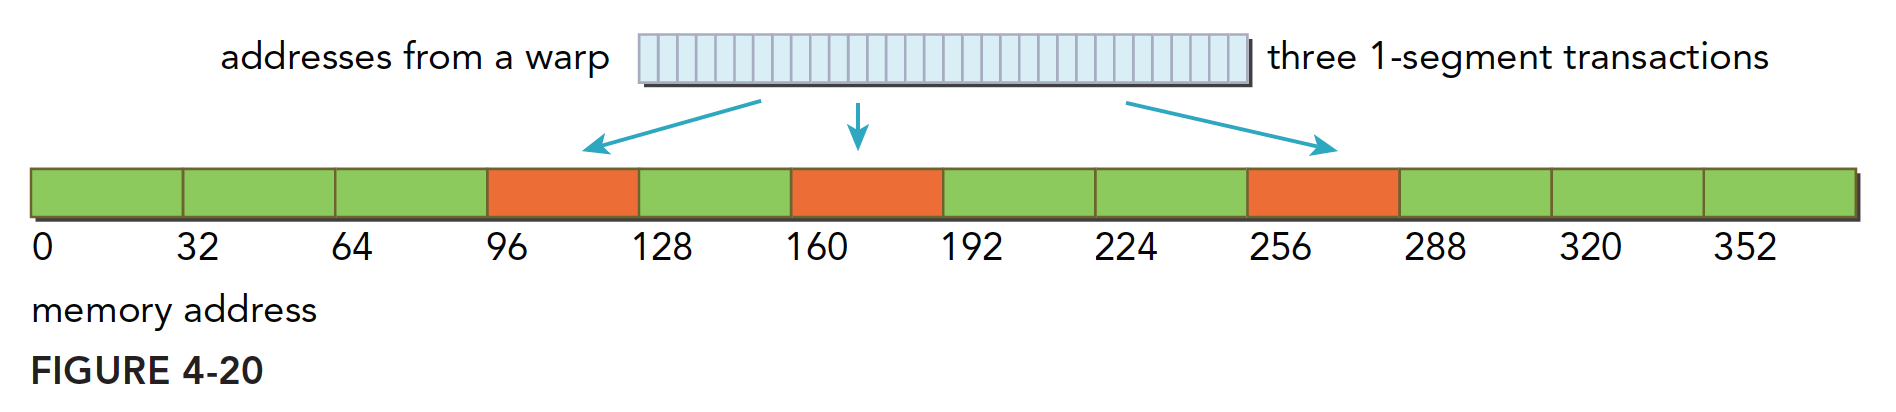 addresses from a warp three 1-segment transactions
0 32 64 96 128 160 192 224 256 288 320 352
memory address
FIGURE 4-20